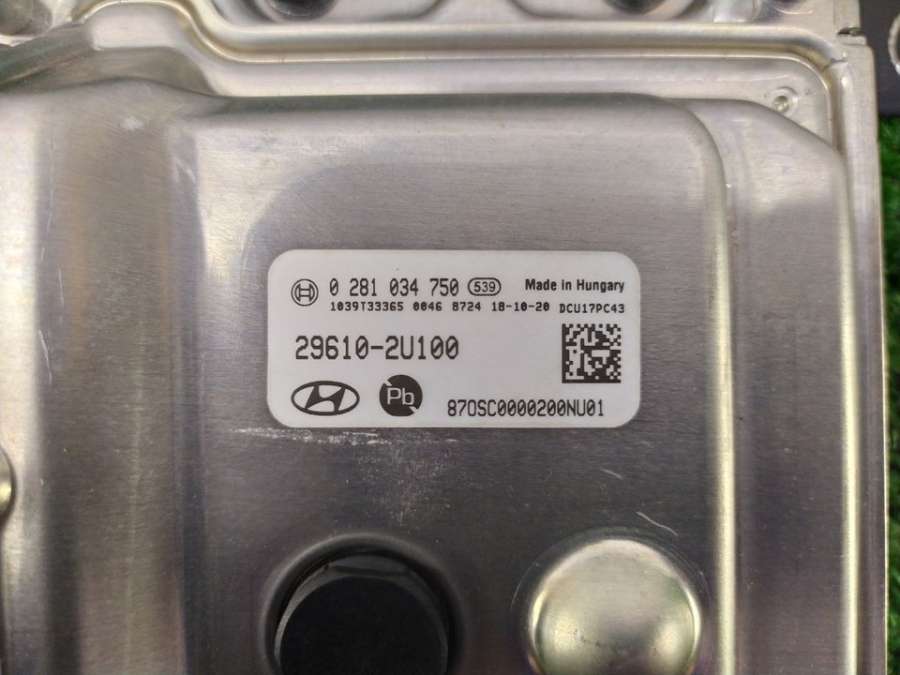 0 281 034 750 539 Made in Hungary
1039T33365 0046 8724 18-10-20 DCU17PC43
29610-2U100
Pb
870SC0000200NU01